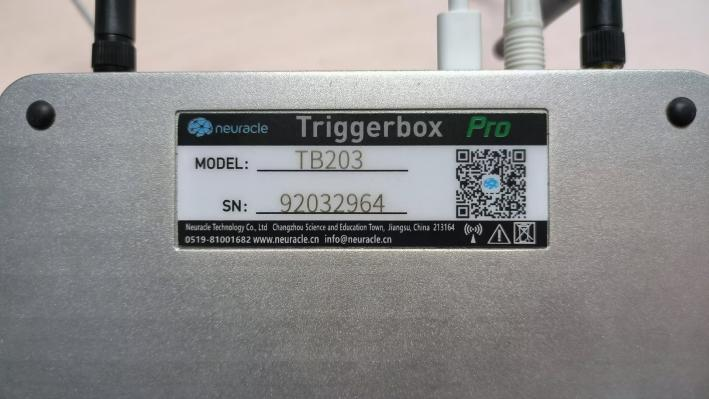 neuracle Triggerbox Pro
MODEL: TB203
SN: 92032964
Neuracle Technology Co., Ltd Changzhou Science and Education Town, Jiangsu, China 213164
0519-81001682 www.neuracle.cn info@neuracle.cn